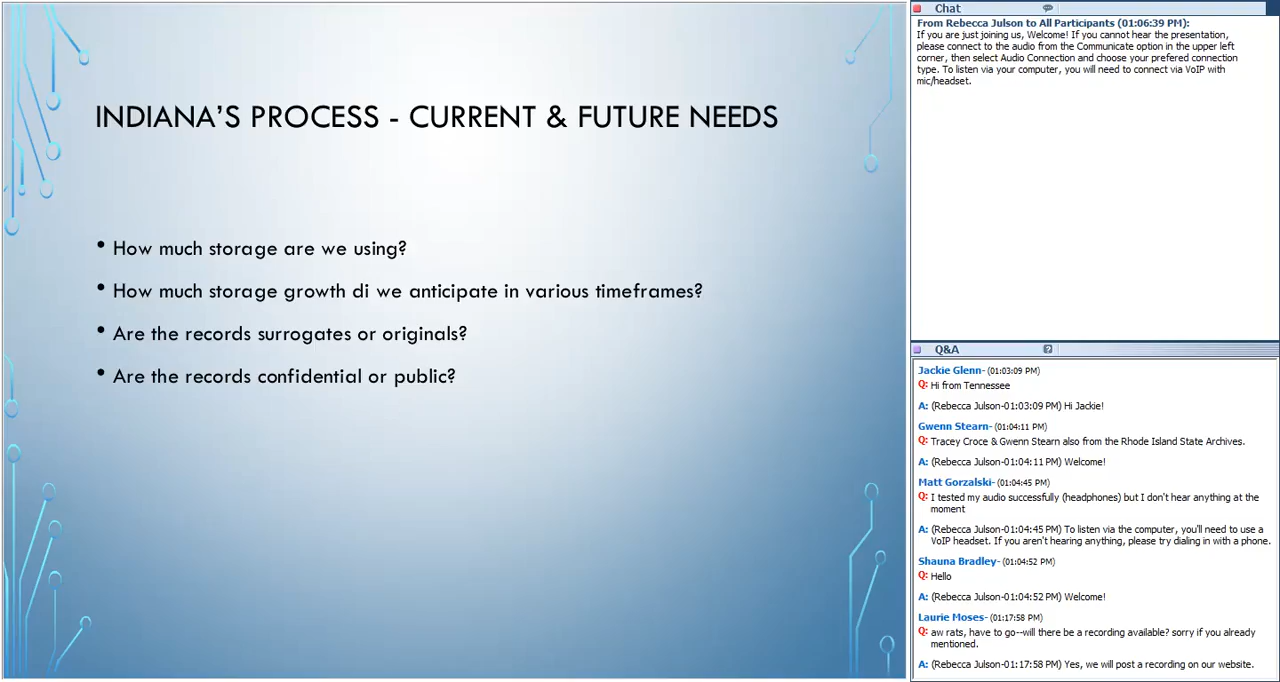 INDIANA'S PROCESS - CURRENT & FUTURE NEEDS
• How much storage are we using?
• How much storage growth di we anticipate in various timeframes?
• Are the records surrogates or originals?
• Are the records confidential or public?
Chat
From Rebecca Julson to All Participants (01:06:39 PM):
If you are just joining us, Welcome! If you cannot hear the presentation,
please connect to the audio from the Communicate option in the upper left
corner, then select Audio Connection and choose your prefered connection
type. To listen via your computer, you will need to connect via VoIP with
mic/headset.
Q&A
Jackie Glenn- (01:03:09 PM)
Q: Hi from Tennessee
A: (Rebecca Julson-01:03:09 PM) Hi Jackie!
Gwenn Stearn- (01:04:11 PM)
Q: Tracey Croce & Gwenn Stearn also from the Rhode Island State Archives.
A: (Rebecca Julson-01:04:11 PM) Welcome!
Matt Gorzalski- (01:04:45 PM)
Q: I tested my audio successfully (headphones) but I don't hear anything at the
moment
A: (Rebecca Julson-01:04:45 PM) To listen via the computer, you'll need to use a
VoIP headset. If you aren't hearing anything, please try dialing in with a phone.
Shauna Bradley- (01:04:52 PM)
Q: Hello
A: (Rebecca Julson-01:04:52 PM) Welcome!
Laurie Moses- (01:17:58 PM)
Q: aw rats, have to go--will there be a recording available? sorry if you already
mentioned.
A: (Rebecca Julson-01:17:58 PM) Yes, we will post a recording on our website.